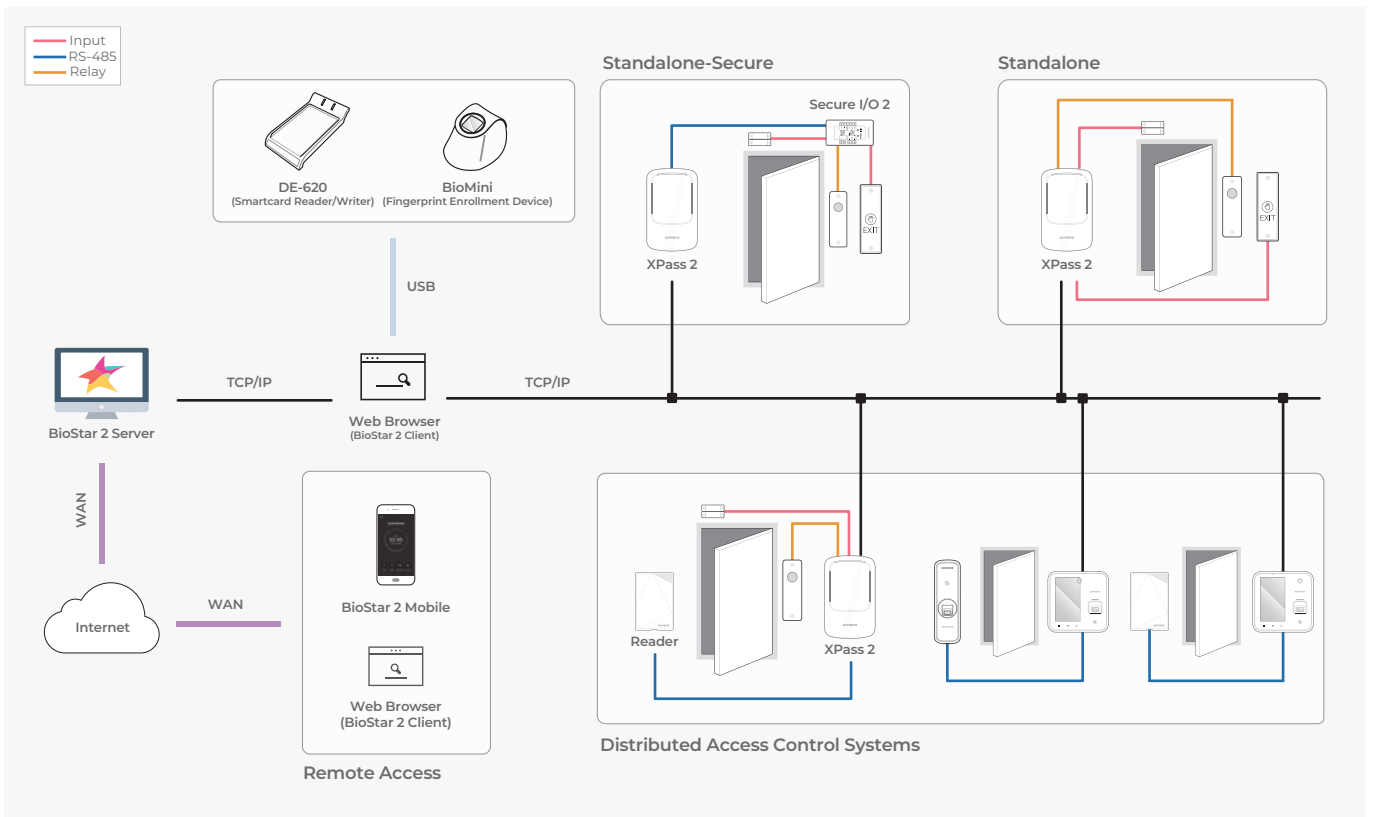 Input
RS-485
Relay
Standalone-Secure
Standalone
Secure I/O 2
DE-620
(Smartcard Reader/Writer)
BioMini
(Fingerprint Enrollment Device)
EXIT
XPass 2
EXIT
XPass 2
USB
TCP/IP
TCP/IP
BioStar 2 Server
Web Browser
(BioStar 2 Client)
WAN
WAN
Internet
BioStar 2 Mobile
Web Browser
(BioStar 2 Client)
Remote Access
Reader
XPass 2
Distributed Access Control Systems